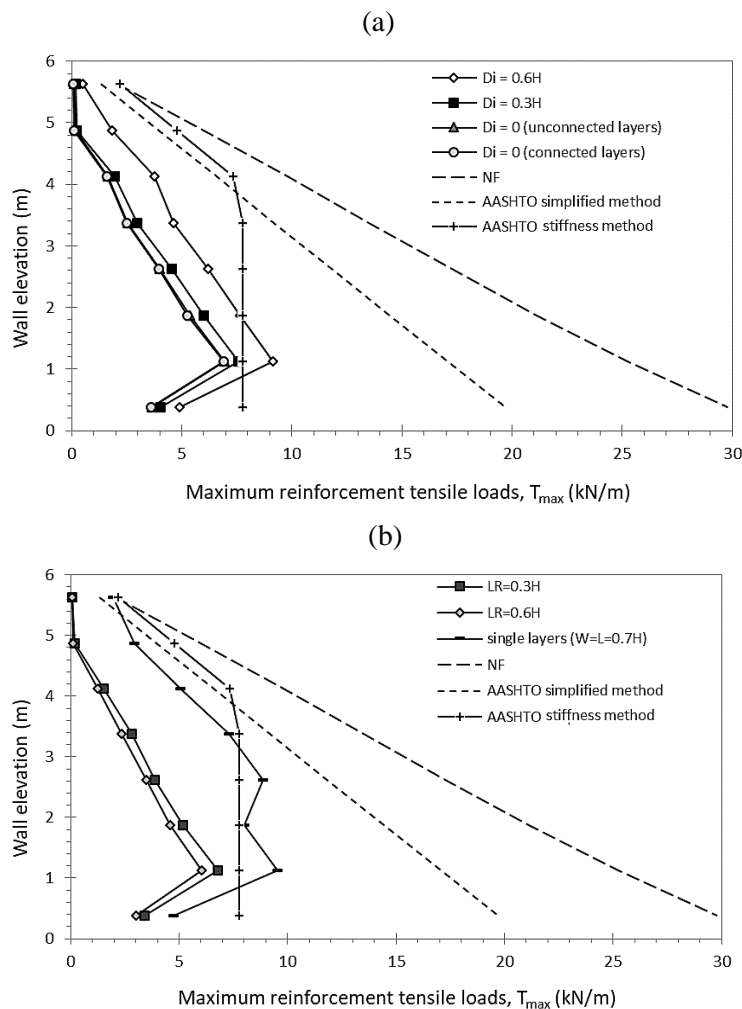 (a)
6
5
4
3
2
1
0
Wall elevation (m)
Di = 0.6H
Di = 0.3H
Di = 0 (unconnected layers)
Di = 0 (connected layers)
NF
AASHTO simplified method
AASHTO stiffness method
0 5 10 15 20 25 30
Maximum reinforcement tensile loads, Tmax (kN/m)
(b)
6
5
4
3
2
1
0
Wall elevation (m)
LR=0.3H
LR=0.6H
single layers (W=L=0.7H)
NF
AASHTO simplified method
AASHTO stiffness method
0 5 10 15 20 25 30
Maximum reinforcement tensile loads, Tmax (kN/m)